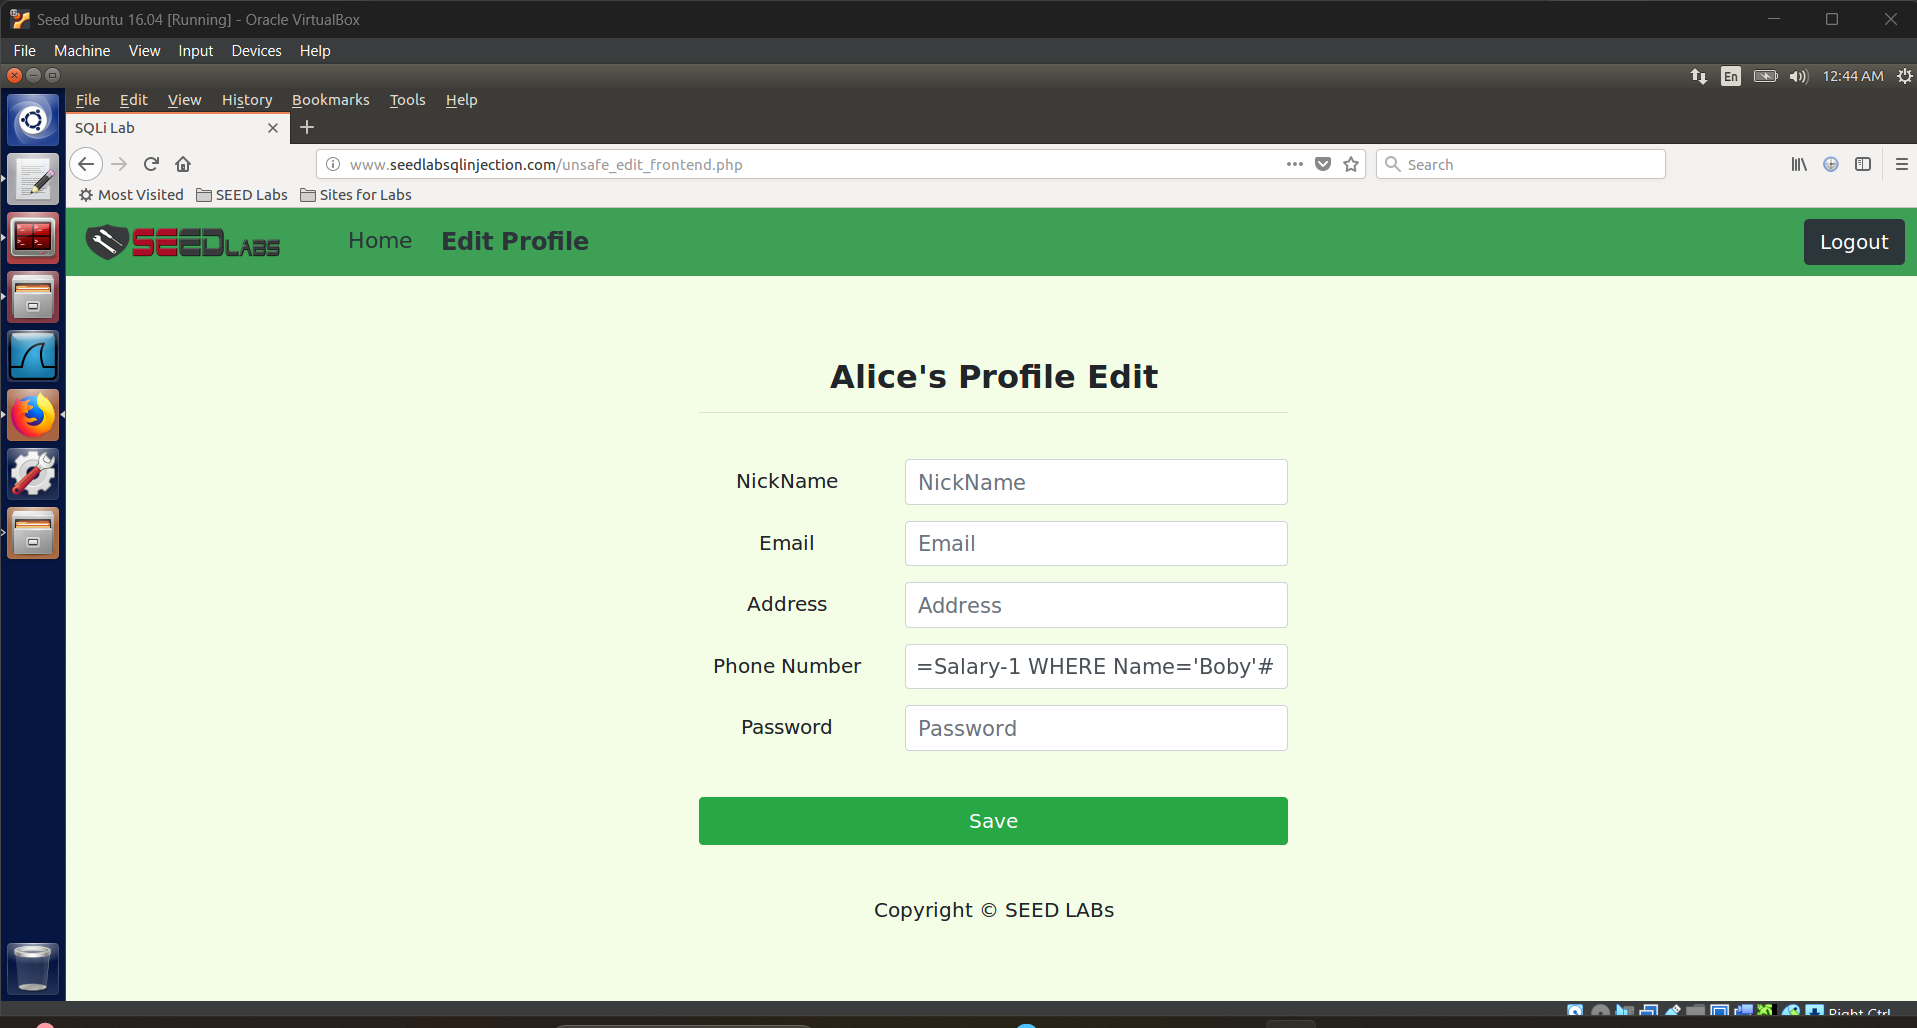 Seed Ubuntu 16.04 [Running] - Oracle VirtualBox
File Machine View Input Devices Help
En 12:44 AM
File Edit View History Bookmarks Tools Help
SQLi Lab
www.seedlabsqlinjection.com/unsafe_edit_frontend.php
Search
Most Visited SEED Labs Sites for Labs
SEEDLABS Home Edit Profile Logout
Alice's Profile Edit
NickName NickName
Email Email
Address Address
Phone Number =Salary-1 WHERE Name='Boby'#
Password Password
Save
Copyright © SEED LABs
Right Ctrl